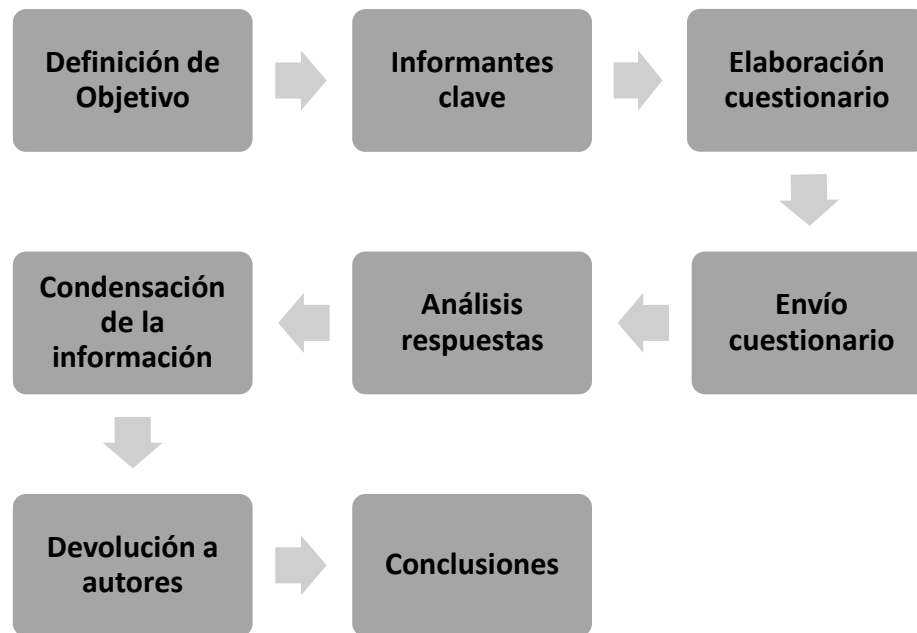 Definición de
Objetivo
Informantes
clave
Elaboración
cuestionario
Envío
cuestionario
Análisis
respuestas
Condensación
de la
información
Devolución a
autores
Conclusiones